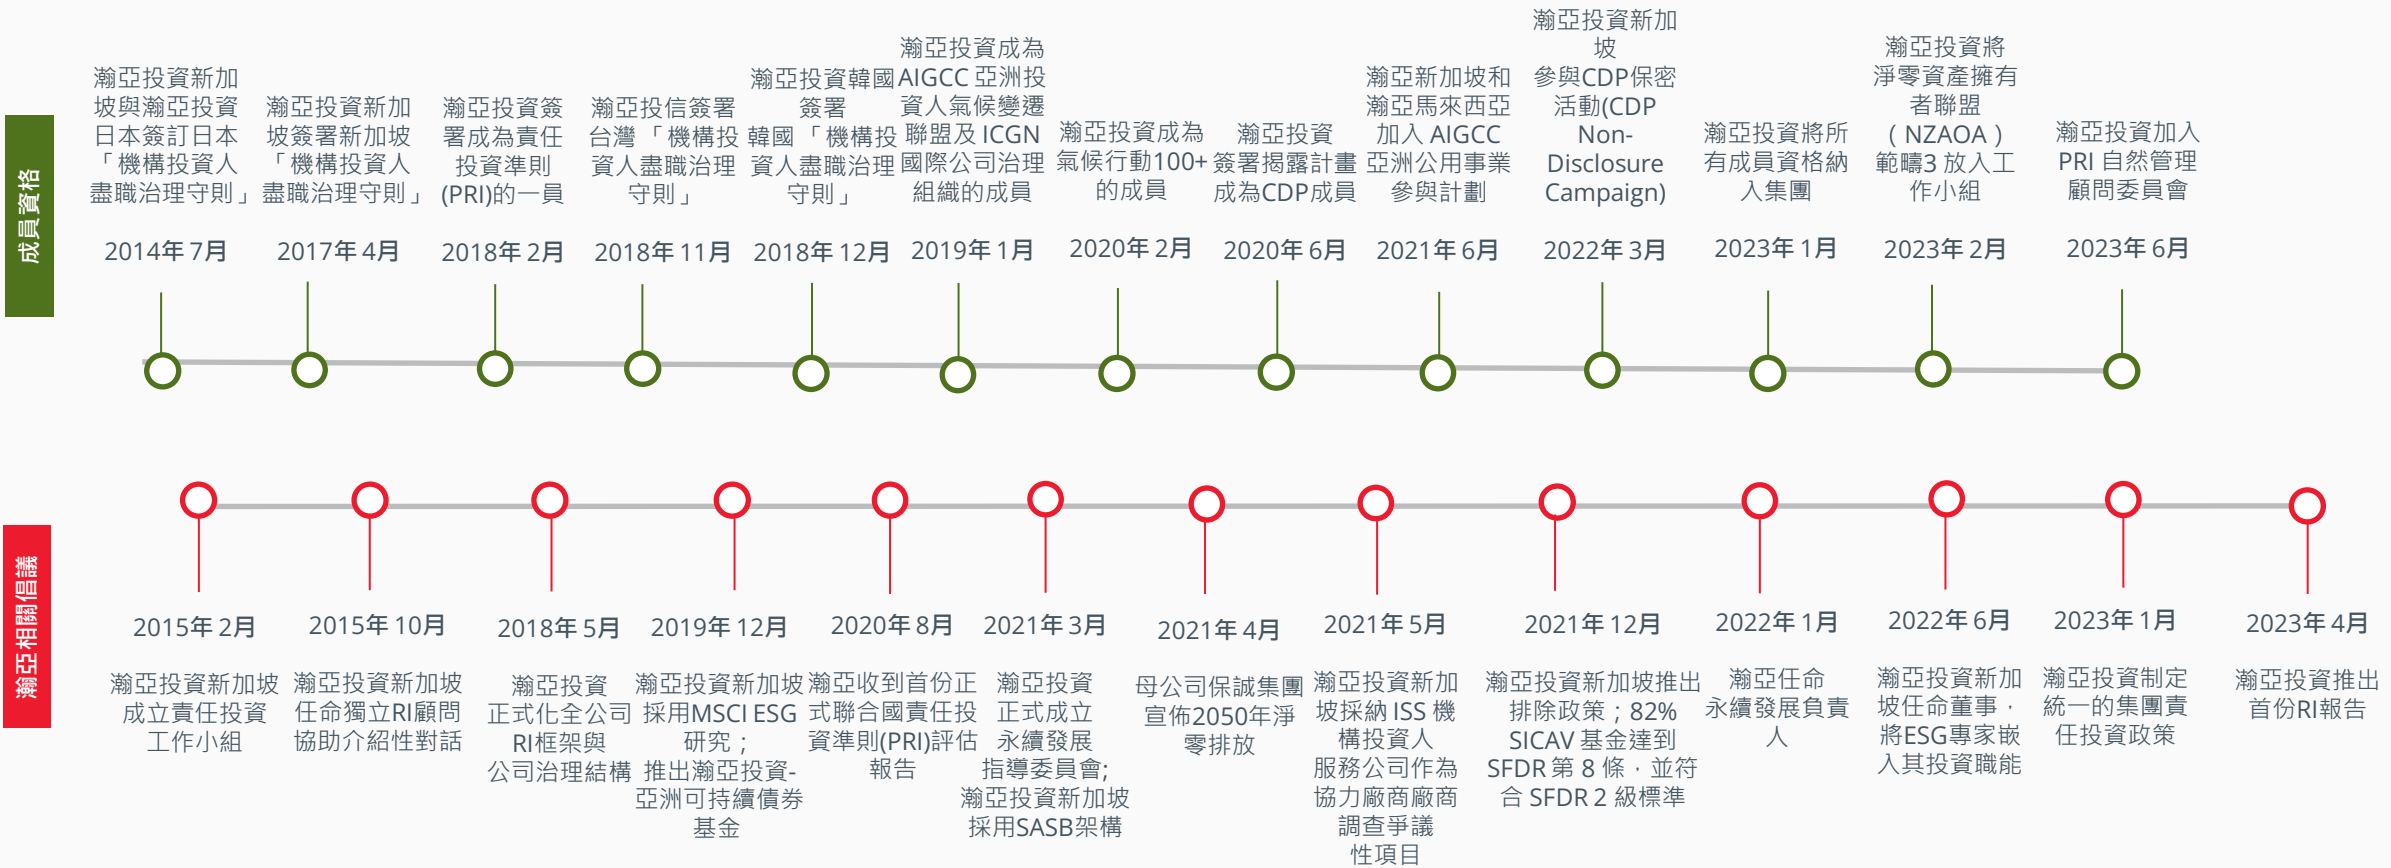 成員資格
瀚亞投資新加
坡與瀚亞投資
日本簽訂日本
「機構投資人
盡職治理守則」
2014年 7月
瀚亞投資新加
坡簽署新加坡
「機構投資人
盡職治理守則」
2017年 4月
瀚亞投資簽
署成為責任
投資準則
(PRI)的一員
2018年 2月
瀚亞投信簽署
台灣「機構投
資人盡職治理
守則」
2018年 11月
瀚亞投資韓國
簽署
韓國「機構投
資人盡職治理
守則」
2018年 12月
瀚亞投資成為
AIGCC 亞洲投
資人氣候變遷
聯盟及 ICGN
國際公司治理
組織的成員
2019年 1月
瀚亞投資成為
氣候行動100+
的成員
2020年 2月
瀚亞投資
簽署揭露計畫
成為CDP成員
2020年 6月
瀚亞新加坡和
瀚亞馬來西亞
加入 AIGCC
亞洲公用事業
參與計劃
2021年 6月
瀚亞投資新加
坡
參與CDP保密
活動(CDP
Non-
Disclosure
Campaign)
2022年 3月
瀚亞投資將所
有成員資格納
入集團
2023年 1月
瀚亞投資將
淨零資產擁有
者聯盟
( NZAOA )
範疇3 放入工
作小組
2023年 2月
瀚亞投資加入
PRI 自然管理
顧問委員會
2023年 6月
瀚亞相關倡議
2015年 2月
瀚亞投資新加坡
成立責任投資
工作小組
2015年 10月
瀚亞投資新加坡
任命獨立RI顧問
協助介紹性對話
2018年 5月
瀚亞投資
正式化全公司
RI框架與
公司治理結構
2019年 12月
瀚亞投資新加坡
採用MSCI ESG
研究；
推出瀚亞投資-
亞洲可持續債券
基金
2020年 8月
瀚亞收到首份正
式聯合國責任投
資準則(PRI)評估
報告
2021年 3月
瀚亞投資
正式成立
永續發展
指導委員會;
瀚亞投資新加坡
採用SASB架構
2021年 4月
母公司保誠集團
宣佈2050年淨
零排放
2021年 5月
瀚亞投資新加
坡採納 ISS 機
構投資人
服務公司作為
協力廠商廠商
調查爭議
性項目
2021年 12月
瀚亞投資新加坡推出
排除政策；82%
SICAV 基金達到
SFDR 第 8 條，並符
合 SFDR 2 級標準
2022年 1月
瀚亞任命
永續發展負責
人
2022年 6月
瀚亞投資新加
坡任命董事，
將ESG專家嵌
入其投資職能
2023年 1月
瀚亞投資制定
統一的集團責
任投資政策
2023年 4月
瀚亞投資推出
首份RI報告